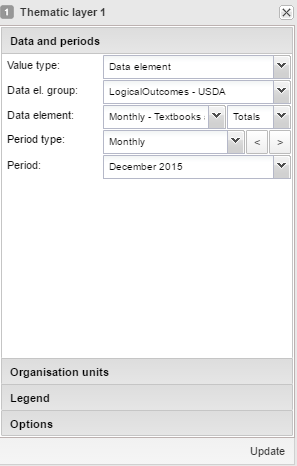 1 Thematic layer 1
Data and periods
Value type: Data element
Data el. group: LogicalOutcomes - USDA
Data element: Monthly - Textbooks Totals
Period type: Monthly < >
Period: December 2015
Organisation units
Legend
Options
Update